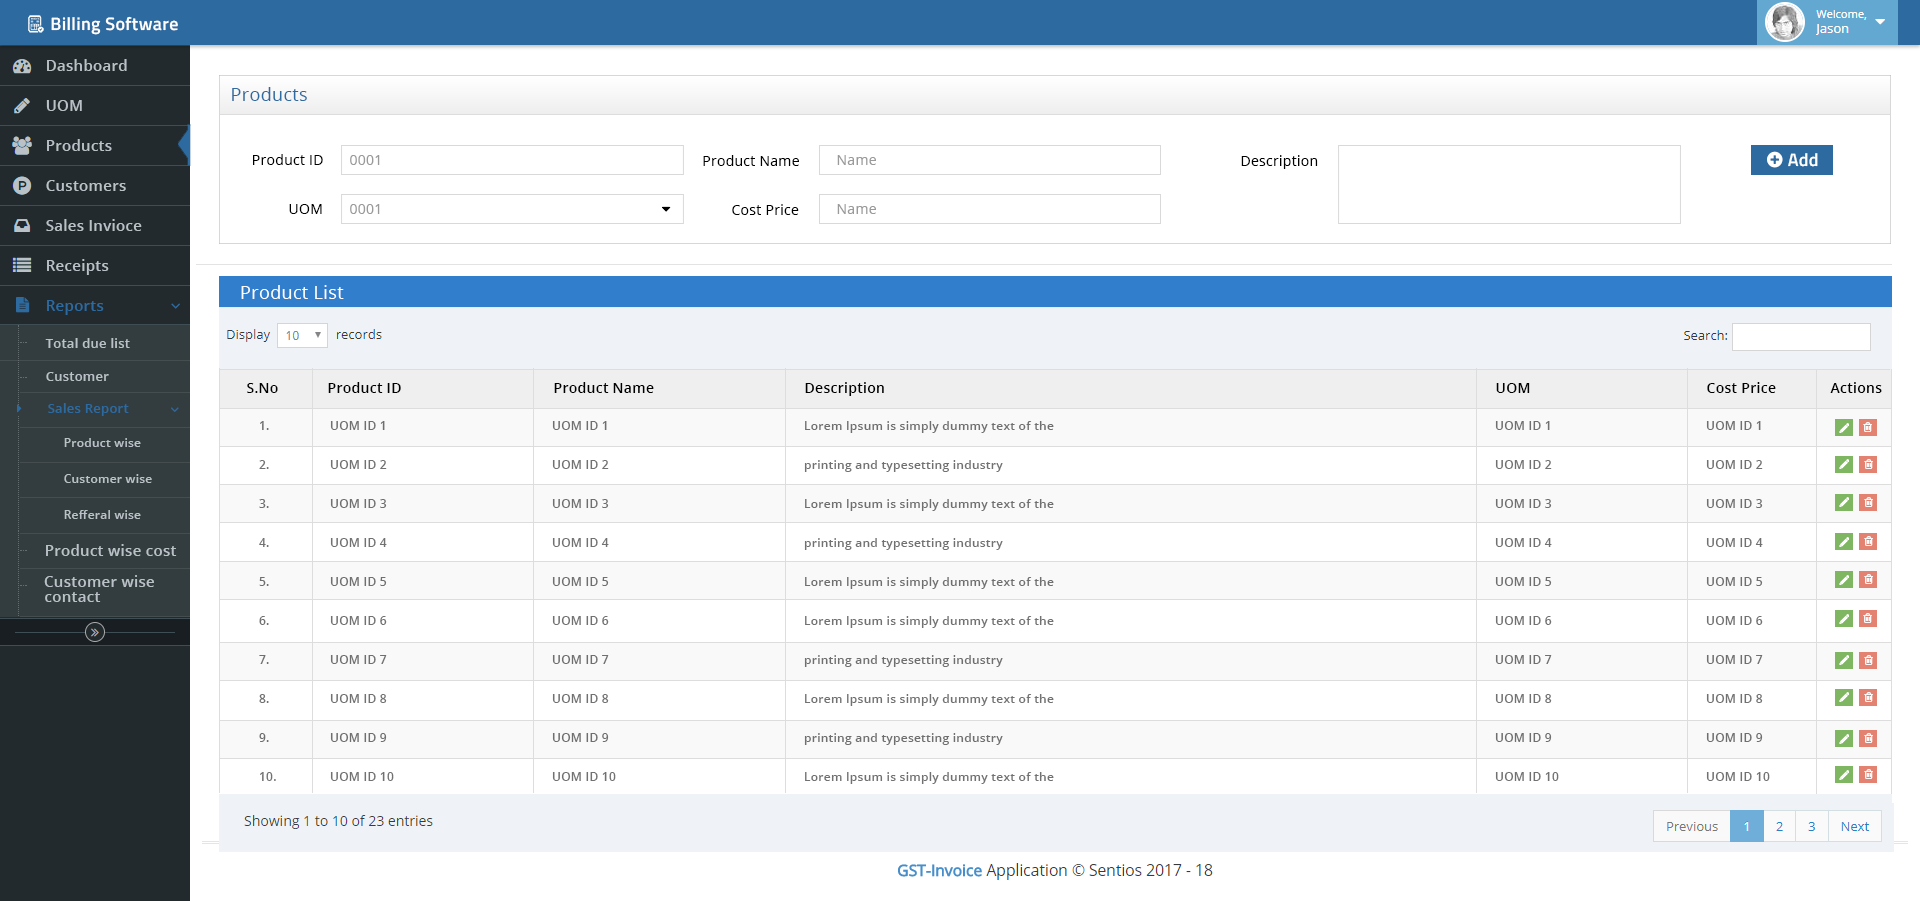 Billing Software
Welcome,
Jason
Dashboard
UOM
Products
Customers
Sales Invioce
Receipts
Reports
Total due list
Customer
Sales Report
Product wise
Customer wise
Refferal wise
Product wise cost
Customer wise
contact
Products
Product ID 0001 Product Name Name Description Add
UOM 0001 Cost Price Name
Product List
Display 10 records Search:
S.No Product ID Product Name Description UOM Cost Price Actions
1. UOM ID 1 UOM ID 1 Lorem Ipsum is simply dummy text of the UOM ID 1 UOM ID 1
2. UOM ID 2 UOM ID 2 printing and typesetting industry UOM ID 2 UOM ID 2
3. UOM ID 3 UOM ID 3 Lorem Ipsum is simply dummy text of the UOM ID 3 UOM ID 3
4. UOM ID 4 UOM ID 4 printing and typesetting industry UOM ID 4 UOM ID 4
5. UOM ID 5 UOM ID 5 Lorem Ipsum is simply dummy text of the UOM ID 5 UOM ID 5
6. UOM ID 6 UOM ID 6 Lorem Ipsum is simply dummy text of the UOM ID 6 UOM ID 6
7. UOM ID 7 UOM ID 7 printing and typesetting industry UOM ID 7 UOM ID 7
8. UOM ID 8 UOM ID 8 Lorem Ipsum is simply dummy text of the UOM ID 8 UOM ID 8
9. UOM ID 9 UOM ID 9 printing and typesetting industry UOM ID 9 UOM ID 9
10. UOM ID 10 UOM ID 10 Lorem Ipsum is simply dummy text of the UOM ID 10 UOM ID 10
Showing 1 to 10 of 23 entries
Previous 1 2 3 Next
GST-Invoice Application © Sentios 2017 - 18